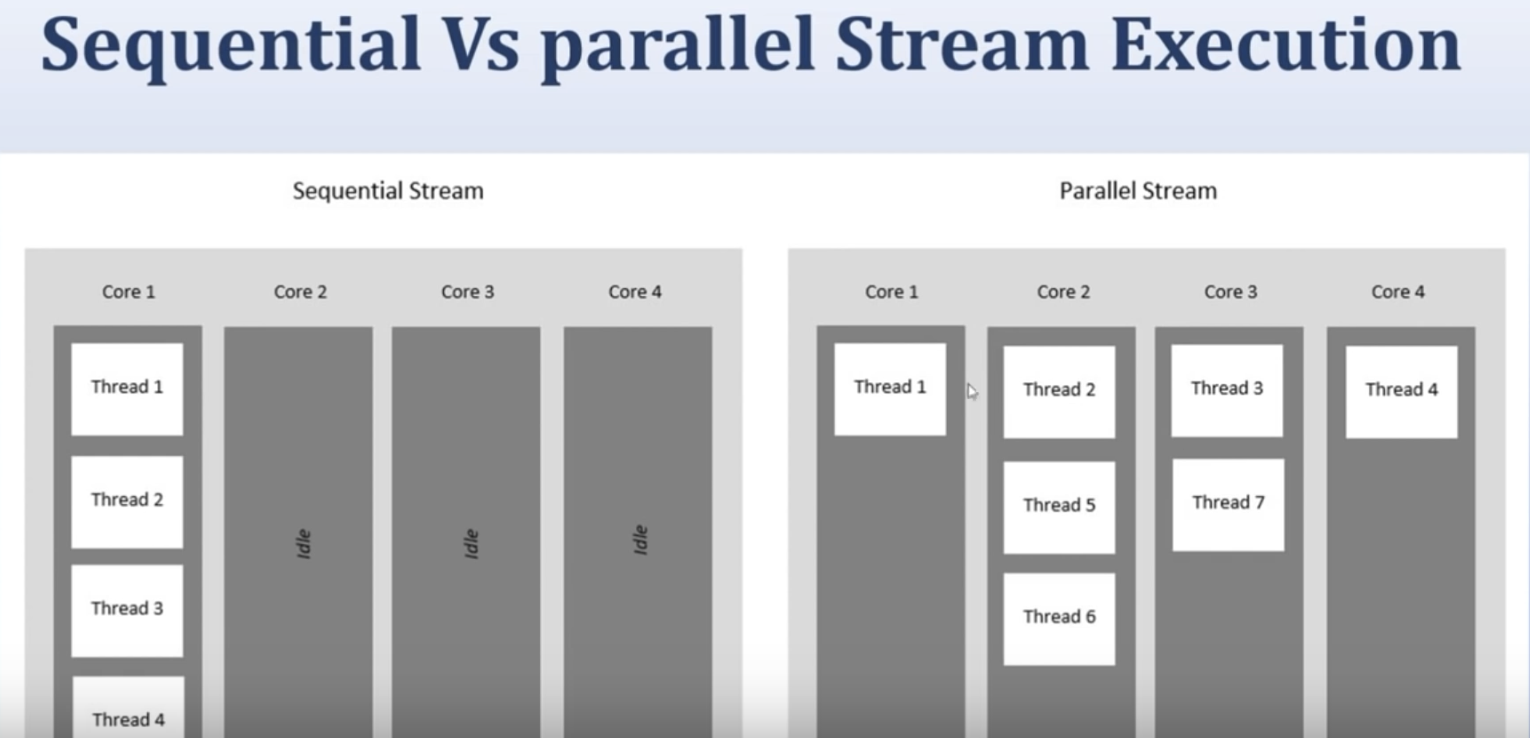 Sequential Vs parallel Stream Execution
Sequential Stream
Core 1
Core 2
Core 3
Core 4
Thread 1
Thread 2
Thread 3
Thread 4
Idle
Idle
Idle
Parallel Stream
Core 1
Core 2
Core 3
Core 4
Thread 1
Thread 2
Thread 3
Thread 4
Thread 5
Thread 7
Thread 6